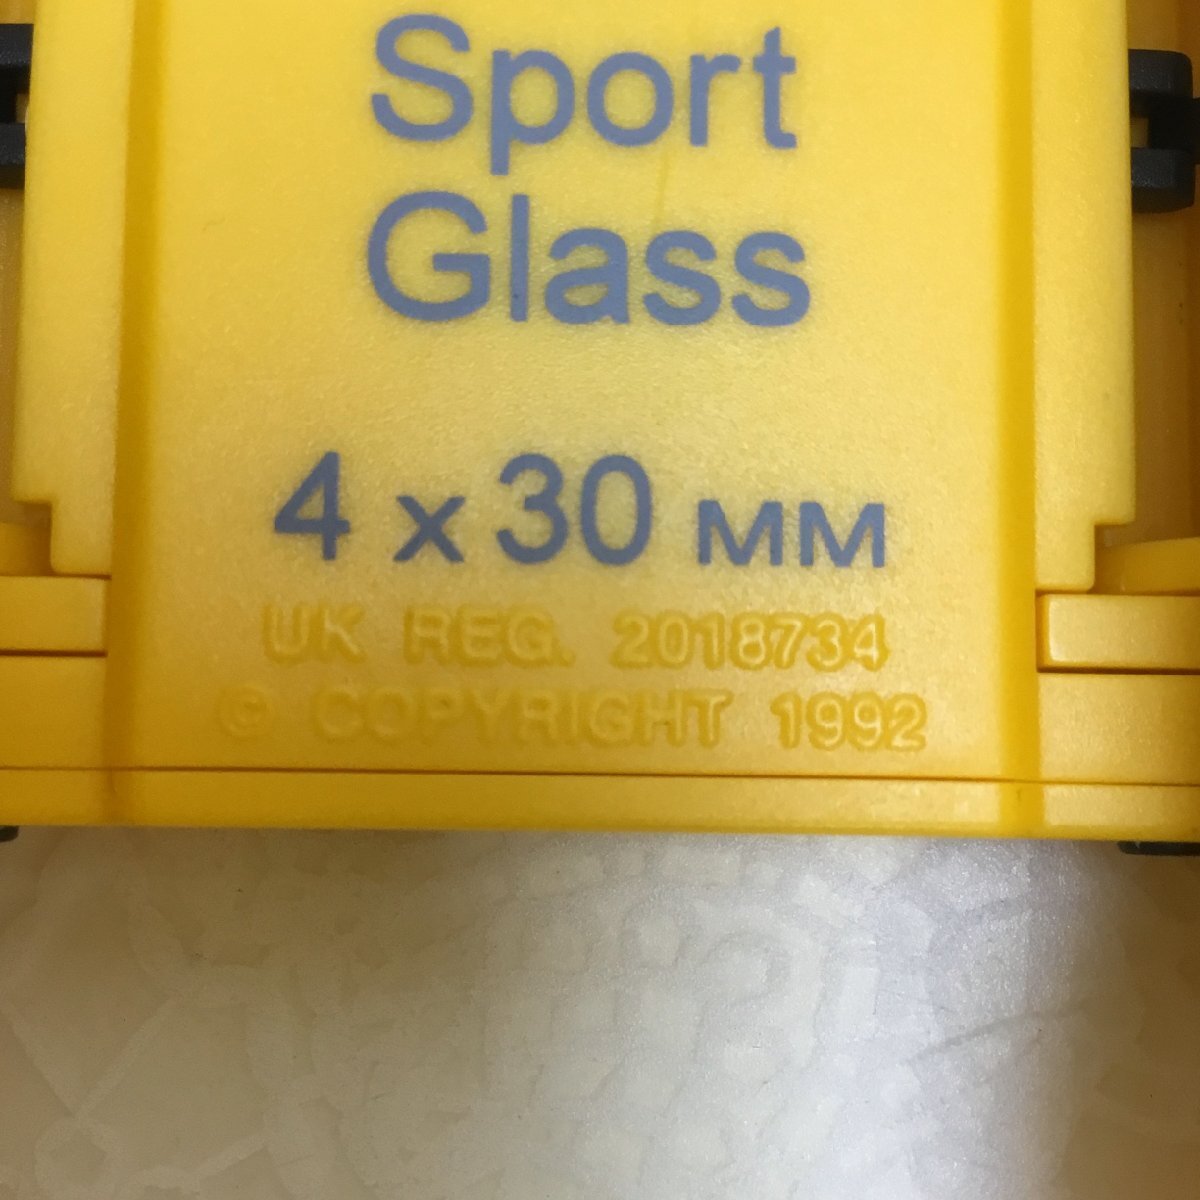 Sport
Glass
4 x 30 MM
UK REG. 2018734
© COPYRIGHT 1992